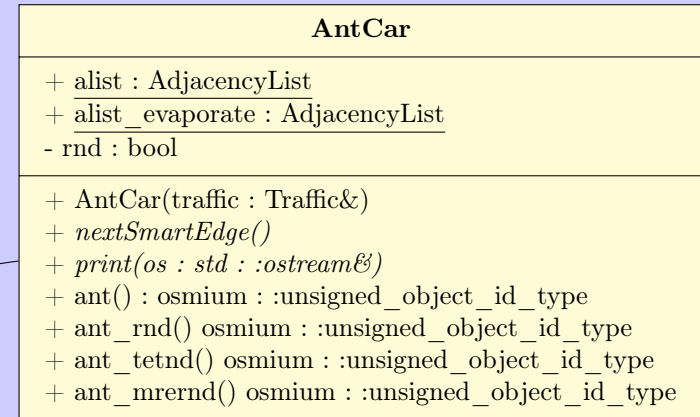 AntCar
+ alist : AdjacencyList
+ alist_evaporate : AdjacencyList
- rnd : bool
+ AntCar(traffic : Traffic&)
+ nextSmartEdge()
+ print(os : std : :ostream&)
+ ant() : osmium : :unsigned_object_id_type
+ ant_rnd() osmium : :unsigned_object_id_type
+ ant_tetnd() osmium : :unsigned_object_id_type
+ ant_mrernd() osmium : :unsigned_object_id_type